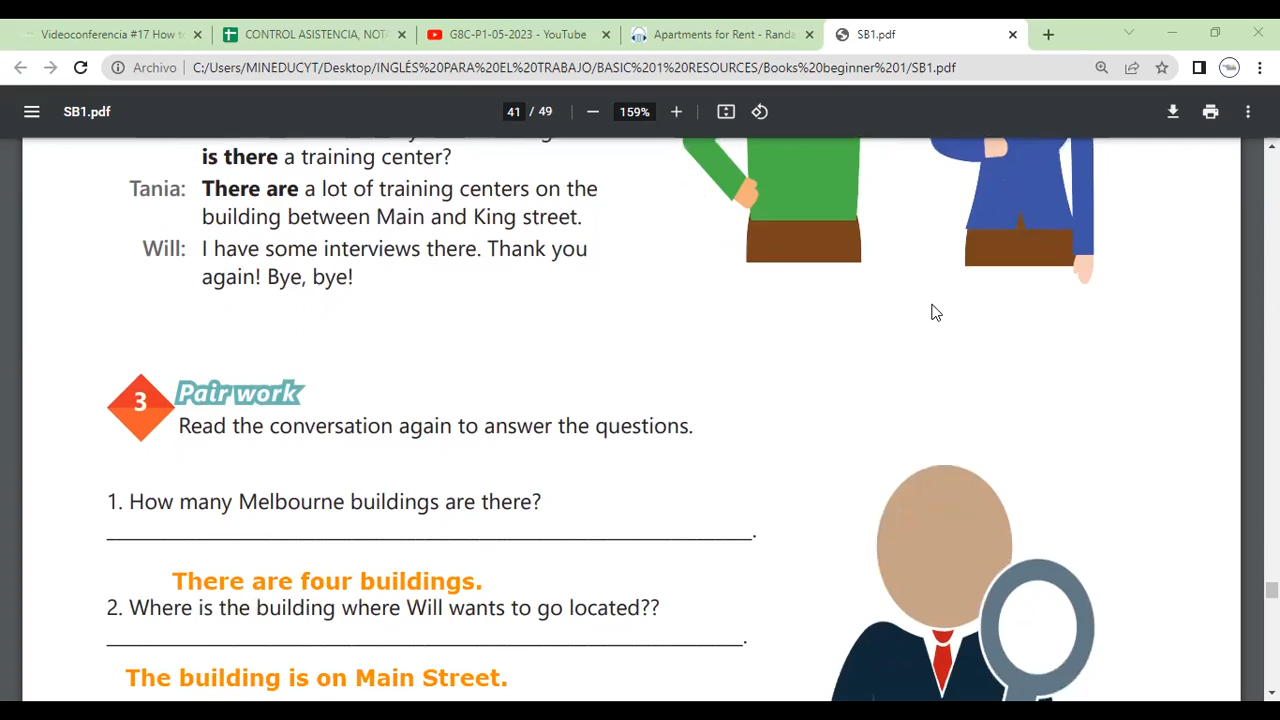 Videoconferencia #17 How to
CONTROL ASISTENCIA, NOTA
G8C-P1-05-2023 - YouTube
Apartments for Rent - Randa
SB1.pdf
Archivo
C:/Users/MINEDUCYT/Desktop/INGLÉS%20PARA%20EL%20TRABAJO/BASIC%201%20RESOURCES/Books%20beginner%201/SB1.pdf
SB1.pdf
41 / 49
159%
is there a training center?
Tania: There are a lot of training centers on the
building between Main and King street.
Will: I have some interviews there. Thank you
again! Bye, bye!
3
Pair work
Read the conversation again to answer the questions.
1. How many Melbourne buildings are there?
____________________________________________.
There are four buildings.
2. Where is the building where Will wants to go located??
____________________________________________.
The building is on Main Street.